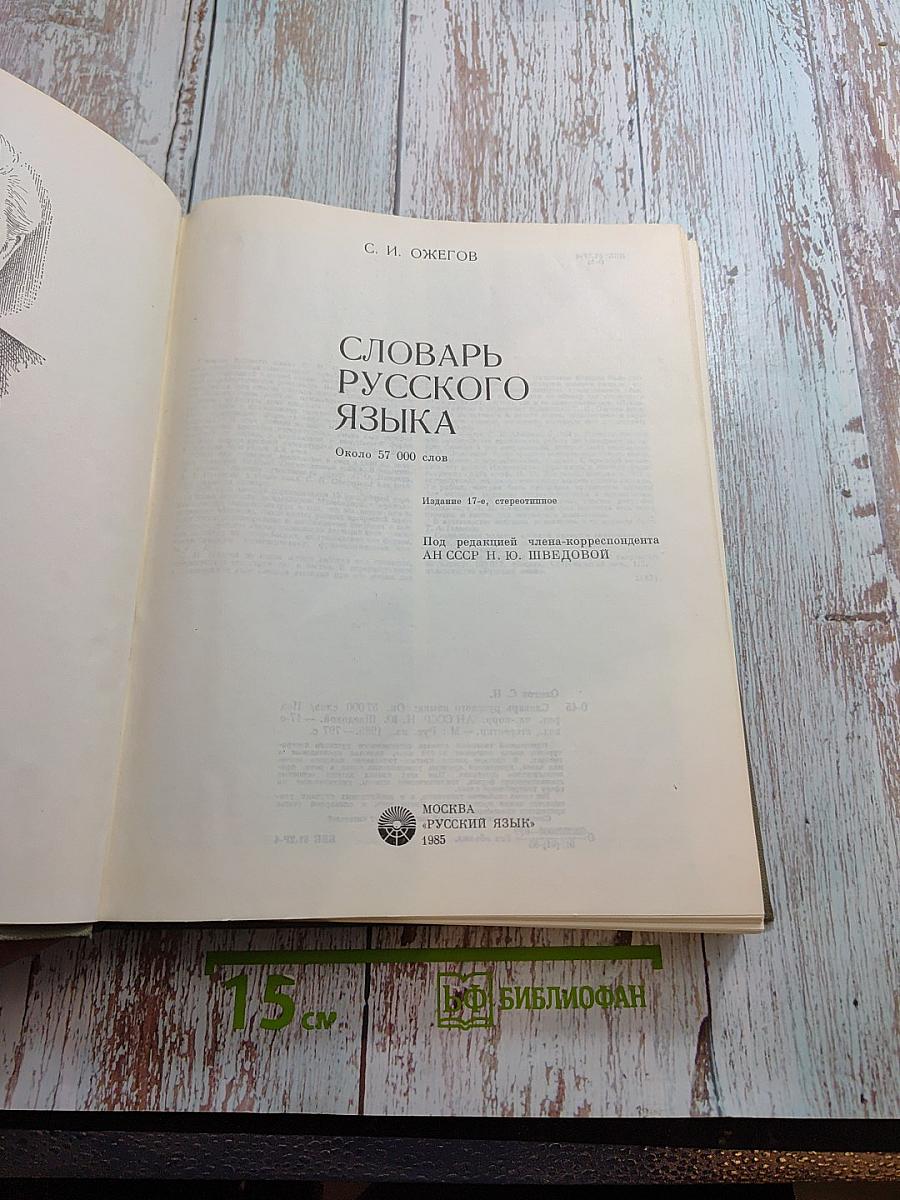 С. И. ОЖЕГОВ
СЛОВАРЬ
РУССКОГО
ЯЗЫКА
Около 57 000 слов
Издание 17-е, стереотипное
Под редакцией члена-корреспондента
АН СССР Н. Ю. ШВЕДОВОЙ
МОСКВА
«РУССКИЙ ЯЗЫК»
1985
15 см
БФ БИБЛИОФАН